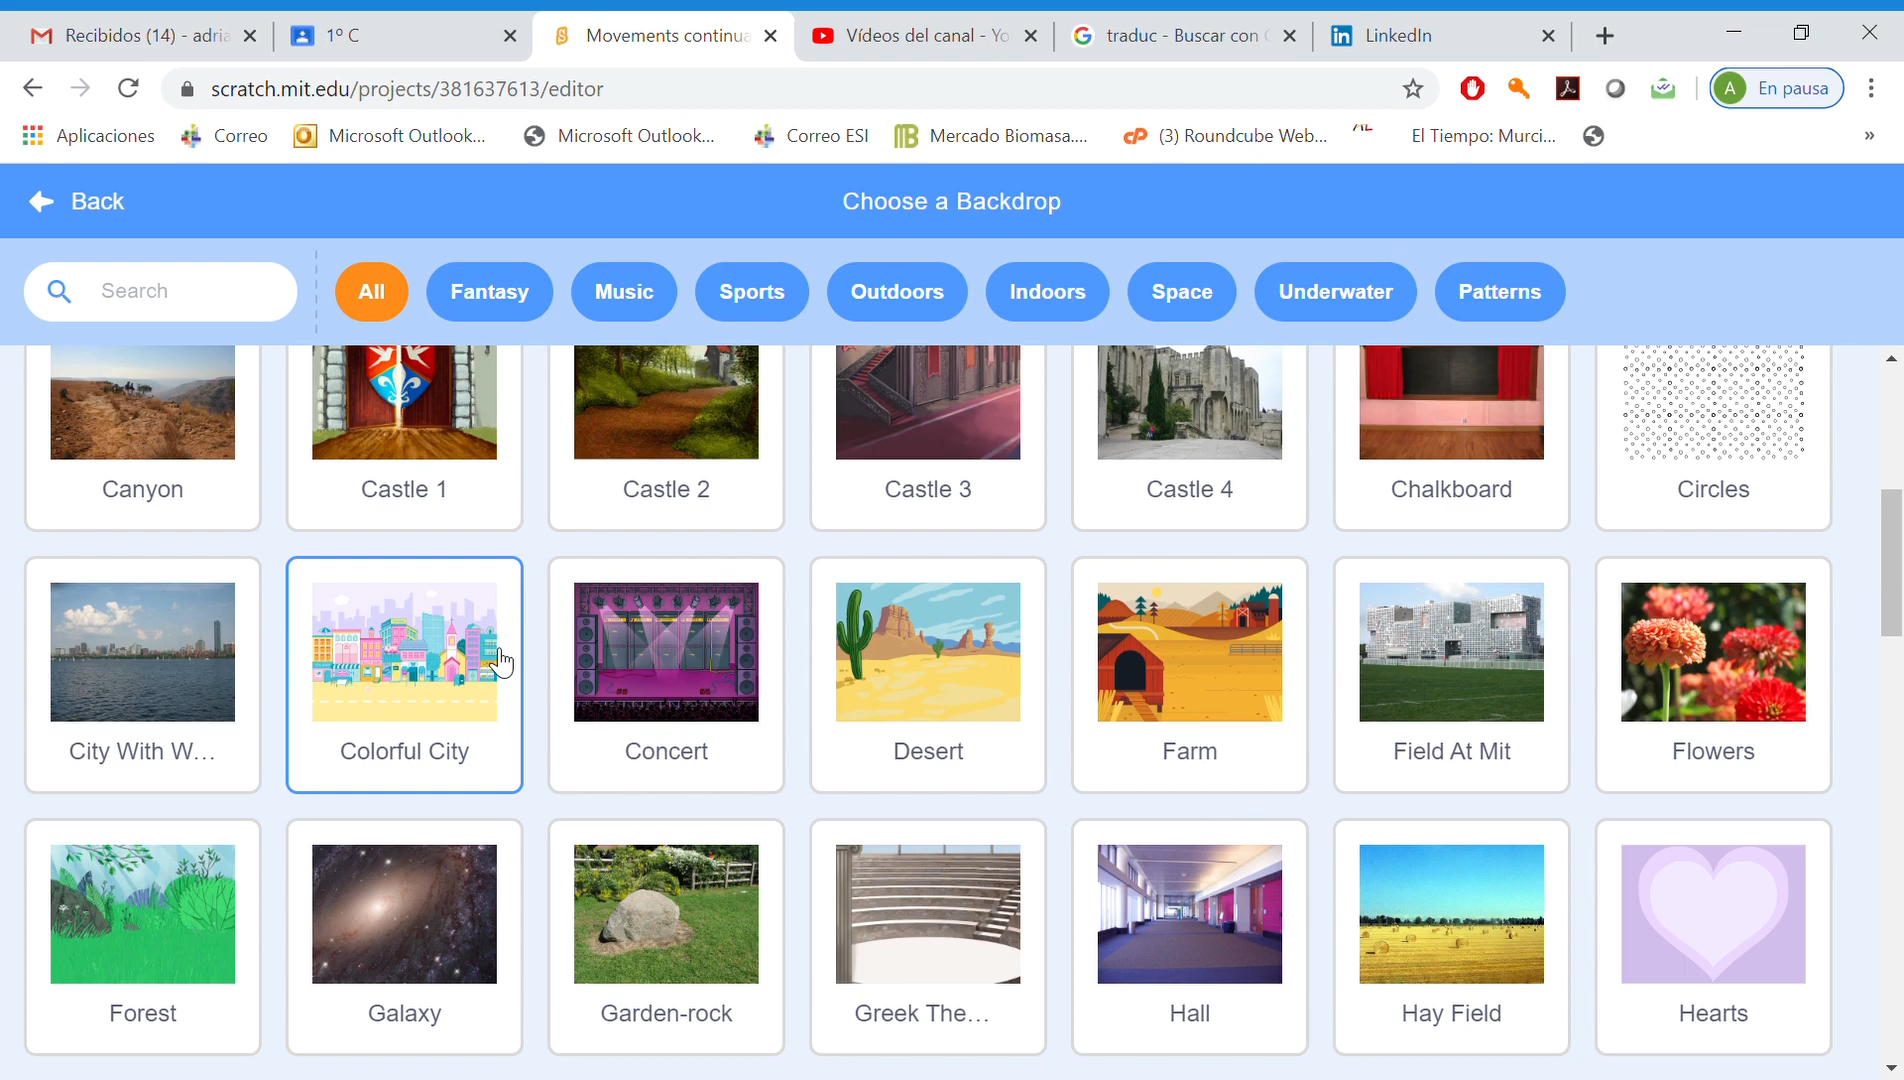 Recibidos (14) - adria
1º C
Movements continua
Vídeos del canal - Yo
traduc - Buscar con G
LinkedIn
scratch.mit.edu/projects/381637613/editor
A En pausa
Aplicaciones
Correo
Microsoft Outlook...
Microsoft Outlook...
Correo ESI
Mercado Biomasa....
(3) Roundcube Web...
El Tiempo: Murci...
»
Back
Choose a Backdrop
Search
All
Fantasy
Music
Sports
Outdoors
Indoors
Space
Underwater
Patterns
Canyon
Castle 1
Castle 2
Castle 3
Castle 4
Chalkboard
Circles
City With W...
Colorful City
Concert
Desert
Farm
Field At Mit
Flowers
Forest
Galaxy
Garden-rock
Greek The...
Hall
Hay Field
Hearts